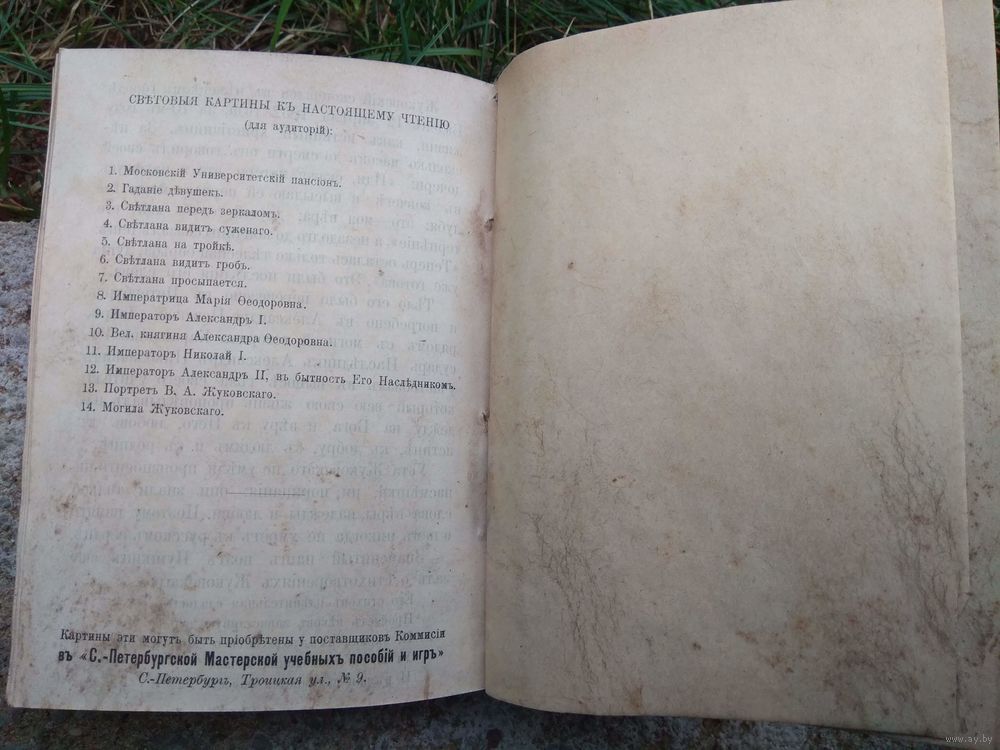 СВѢТОВЫЯ КАРТИНЫ КЪ НАСТОЯЩЕМУ ЧТЕНІЮ
(для аудиторій):
1. Московскій Университетскій пансіонъ.
2. Гаданіе дѣвушекъ.
3. Свѣтлана передъ зеркаломъ.
4. Свѣтлана видитъ суженаго.
5. Свѣтлана на тройкѣ.
6. Свѣтлана видитъ гробъ.
7. Свѣтлана просыпается.
8. Императрица Марія Ѳеодоровна.
9. Императоръ Александръ I.
10. Вел. княгиня Александра Ѳеодоровна.
11. Императоръ Николай I.
12. Императоръ Александръ II, въ бытность Его Наслѣдникомъ.
13. Портретъ В. А. Жуковскаго.
14. Могила Жуковскаго.
Картины эти могутъ быть пріобрѣтены у поставщиковъ Коммисіи
въ «С.-Петербургской Мастерской учебныхъ пособій и игръ»
С.-Петербургъ, Троицкая ул., № 9.
www.ay.by